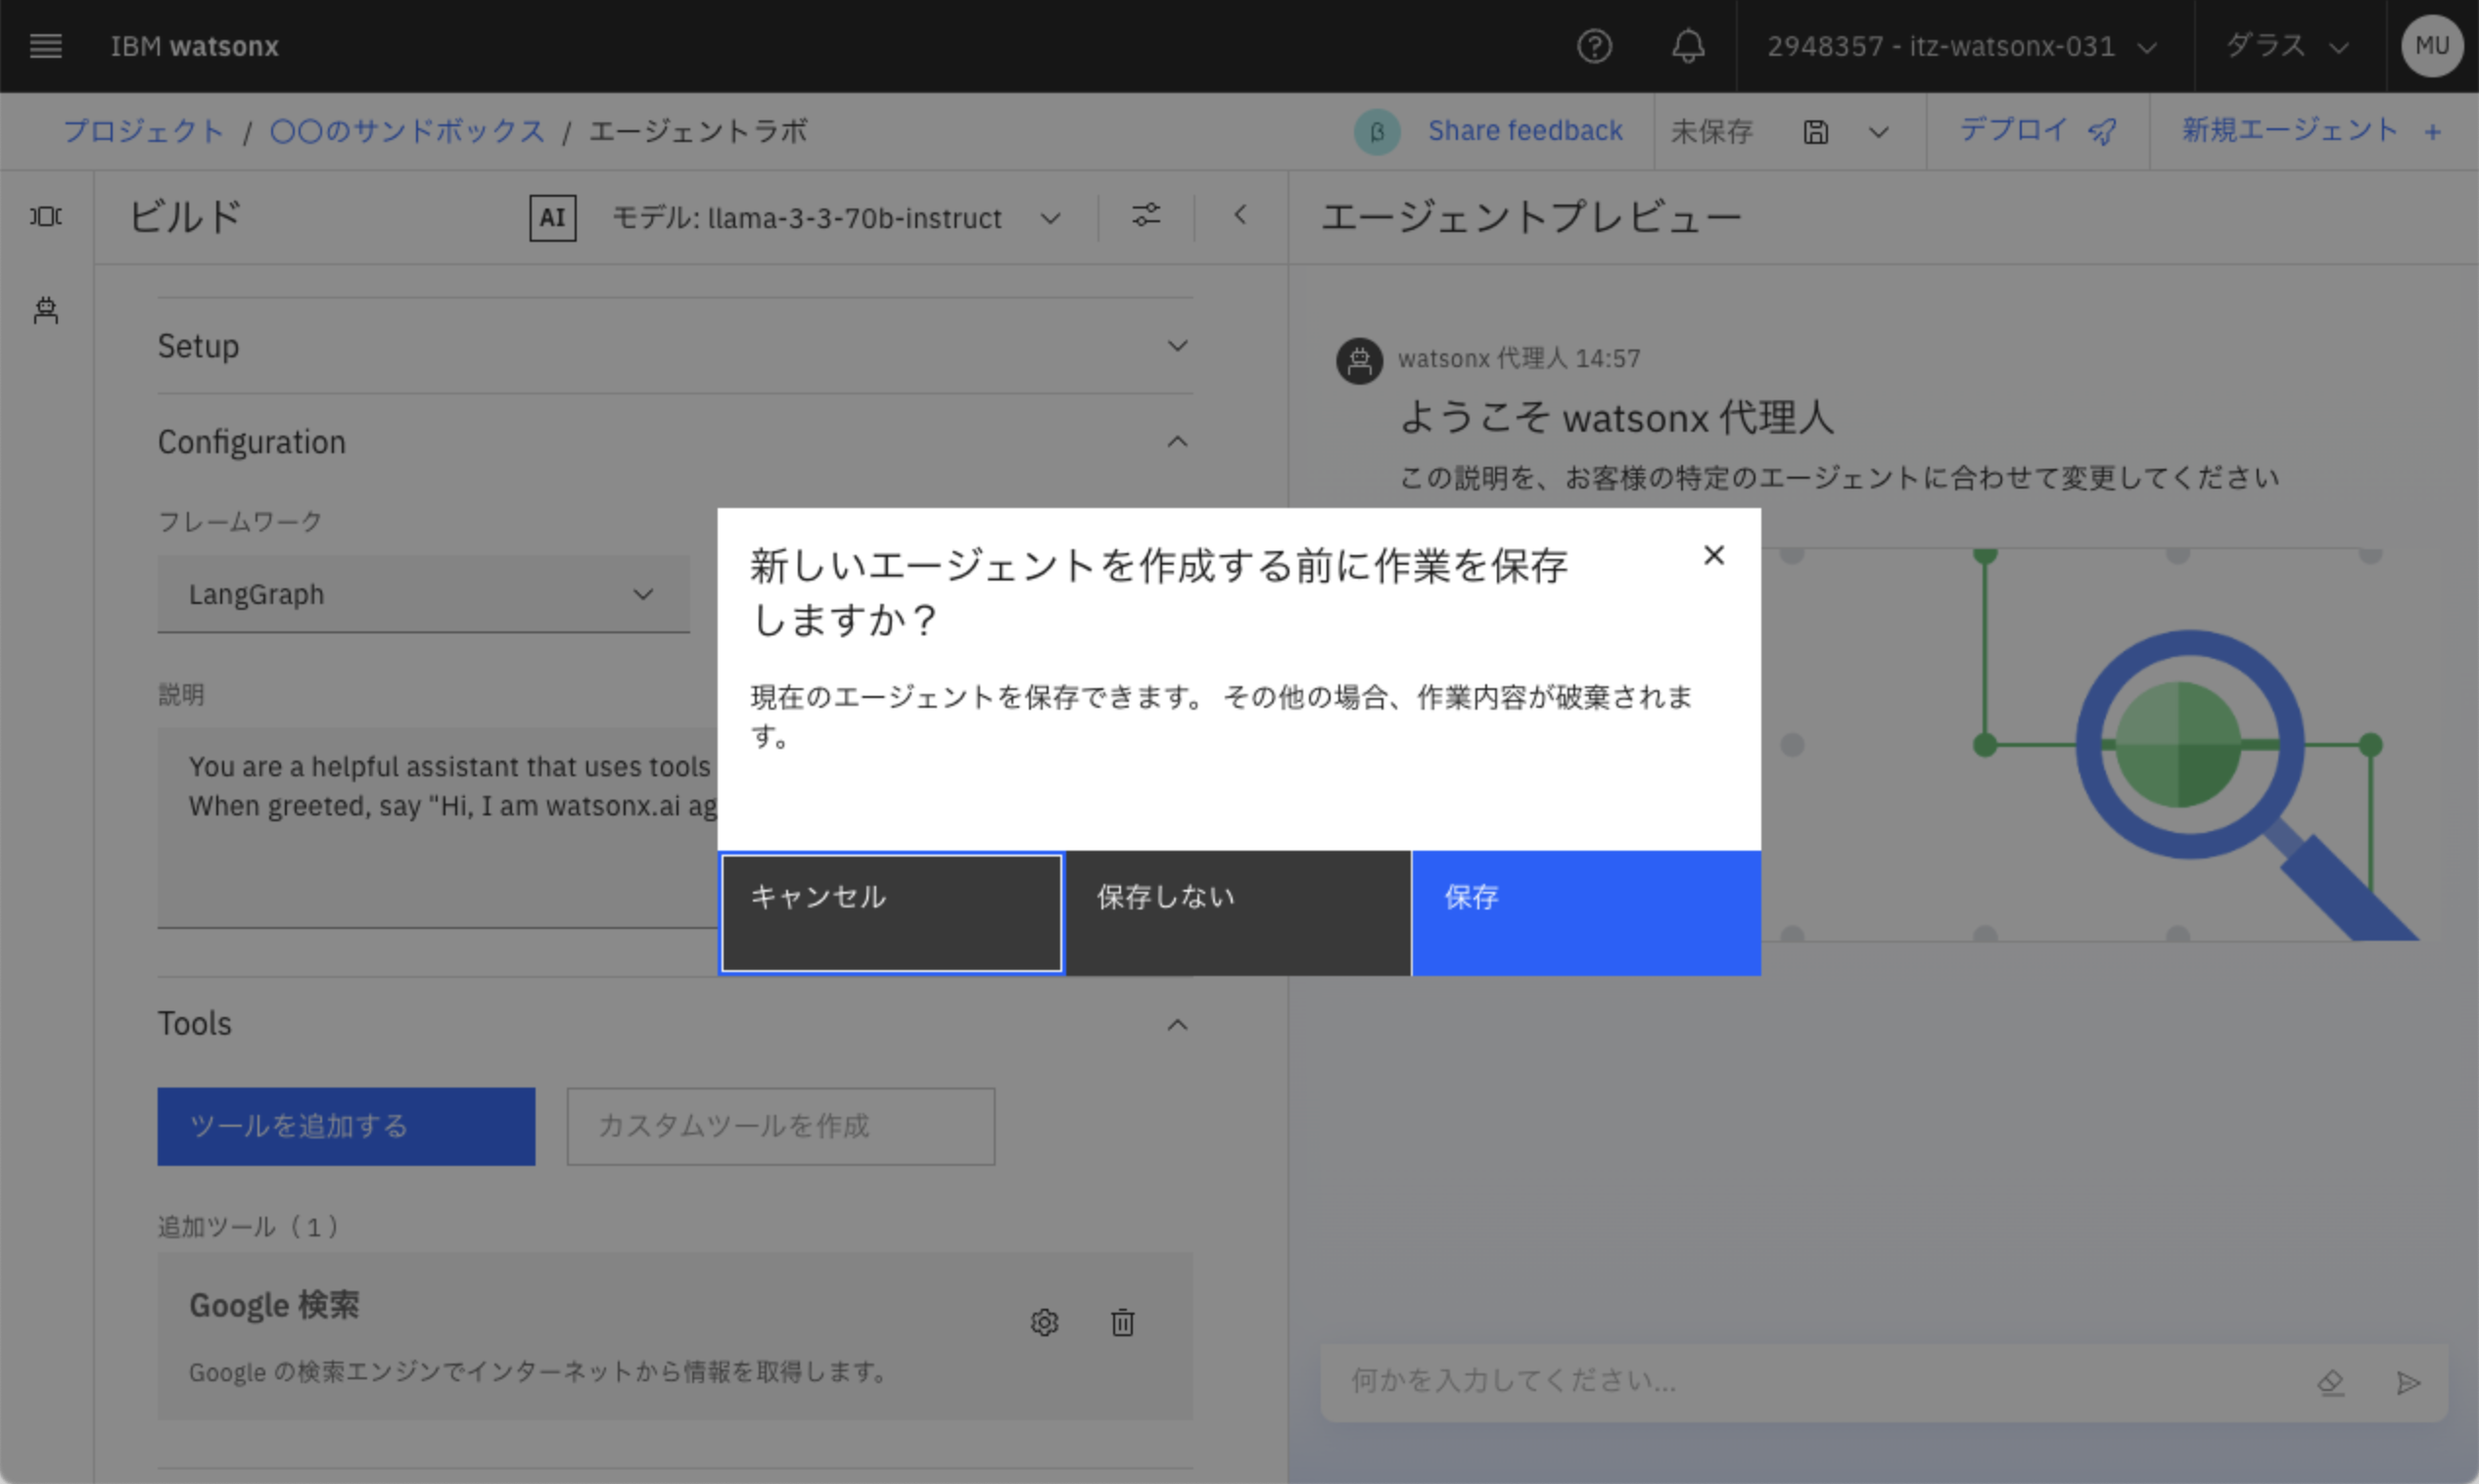 IBM watsonx
2948357 - itz-watsonx-031
ダラス
MU
プロジェクト / 〇〇のサンドボックス / エージェントラボ
β
Share feedback
未保存
デプロイ
新規エージェント +
ビルド
AI
モデル: llama-3-3-70b-instruct
エージェントプレビュー
Setup
Configuration
フレームワーク
LangGraph
説明
You are a helpful assistant that uses tools
When greeted, say "Hi, I am watsonx.ai ag
Tools
ツールを追加する
カスタムツールを作成
追加ツール（1）
Google 検索
Google の検索エンジンでインターネットから情報を取得します。
watsonx 代理人 14:57
ようこそ watsonx 代理人
この説明を、お客様の特定のエージェントに合わせて変更してください
新しいエージェントを作成する前に作業を保存
しますか？
現在のエージェントを保存できます。 その他の場合、作業内容が破棄されま
す。
キャンセル
保存しない
保存
何かを入力してください...